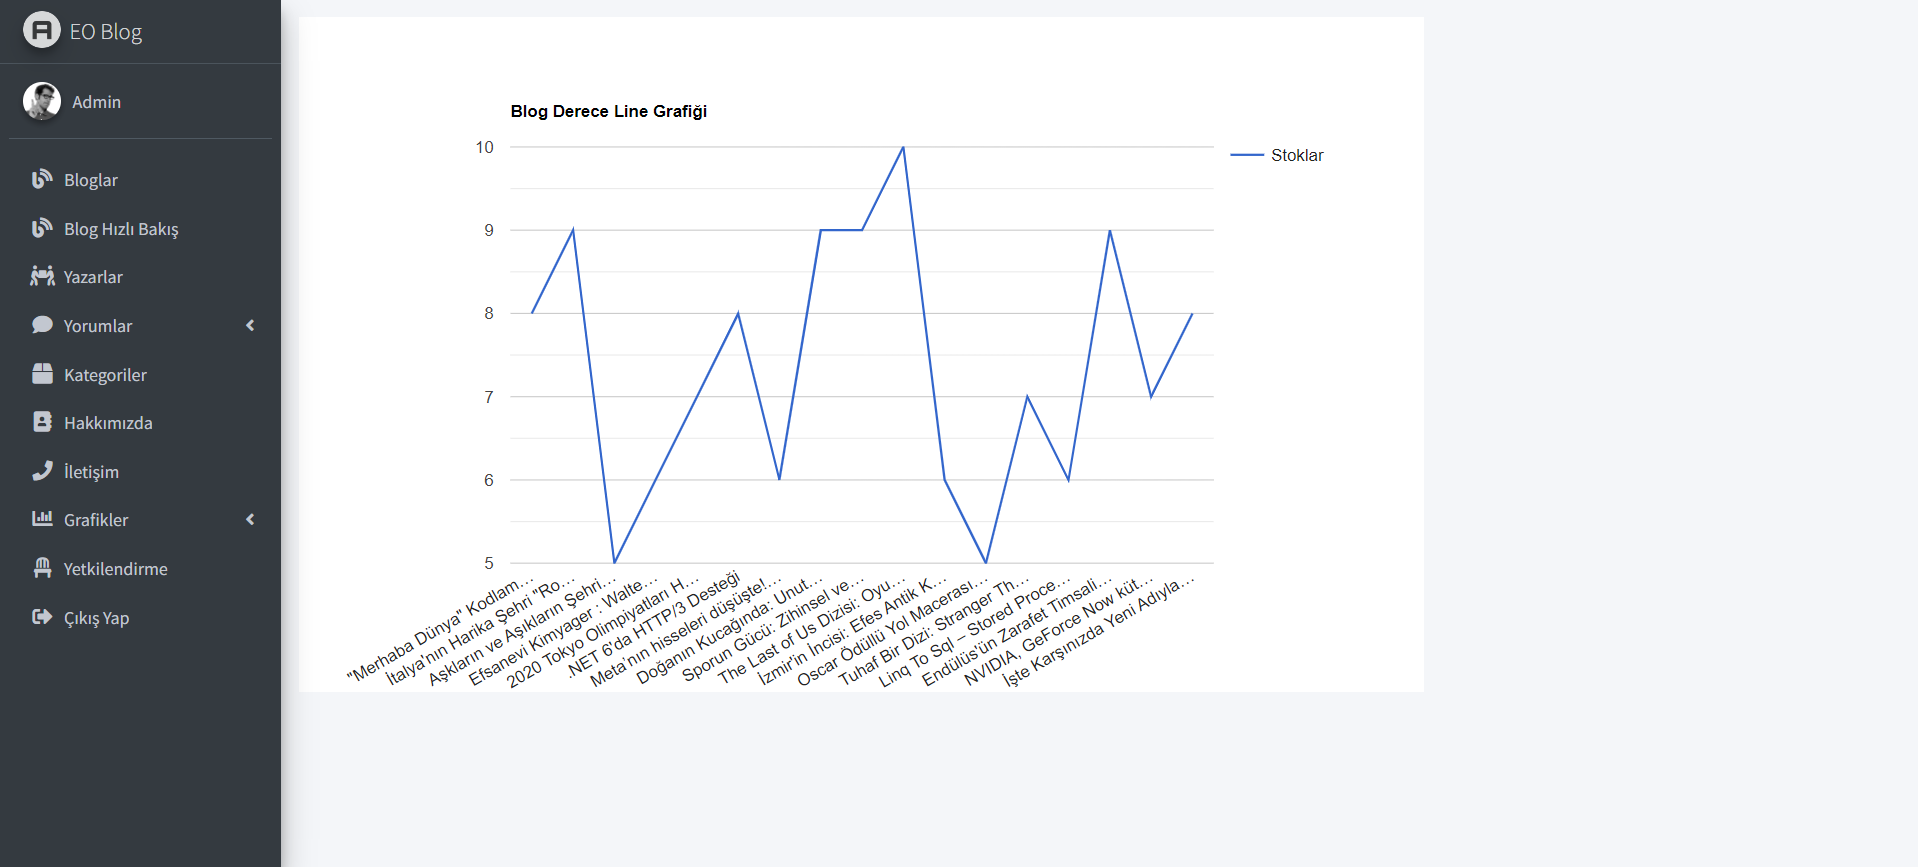 EO Blog
Admin
Bloglar
Blog Hızlı Bakış
Yazarlar
Yorumlar
Kategoriler
Hakkımızda
İletişim
Grafikler
Yetkilendirme
Çıkış Yap
Blog Derece Line Grafiği
Stoklar
10
9
8
7
6
5
"Merhaba Dünya" Kodlam…
İtalya'nın Harika Şehri "Ro…
Aşkların ve Aşıkların Şehri…
Efsanevi Kimyager : Walte…
2020 Tokyo Olimpiyatları H…
.NET 6'da HTTP/3 Desteği
Meta'nın hisseleri düşüşte!…
Doğanın Kucağında: Unut…
Sporun Gücü: Zihinsel ve…
The Last of Us Dizisi: Oyu…
İzmir'in İncisi: Efes Antik K…
Oscar Ödüllü Yol Macerası…
Tuhaf Bir Dizi: Stranger Th…
Linq To Sql – Stored Proce…
Endülüs'ün Zarafet Timsali…
NVIDIA, GeForce Now küt…
İşte Karşınızda Yeni Adıyla…